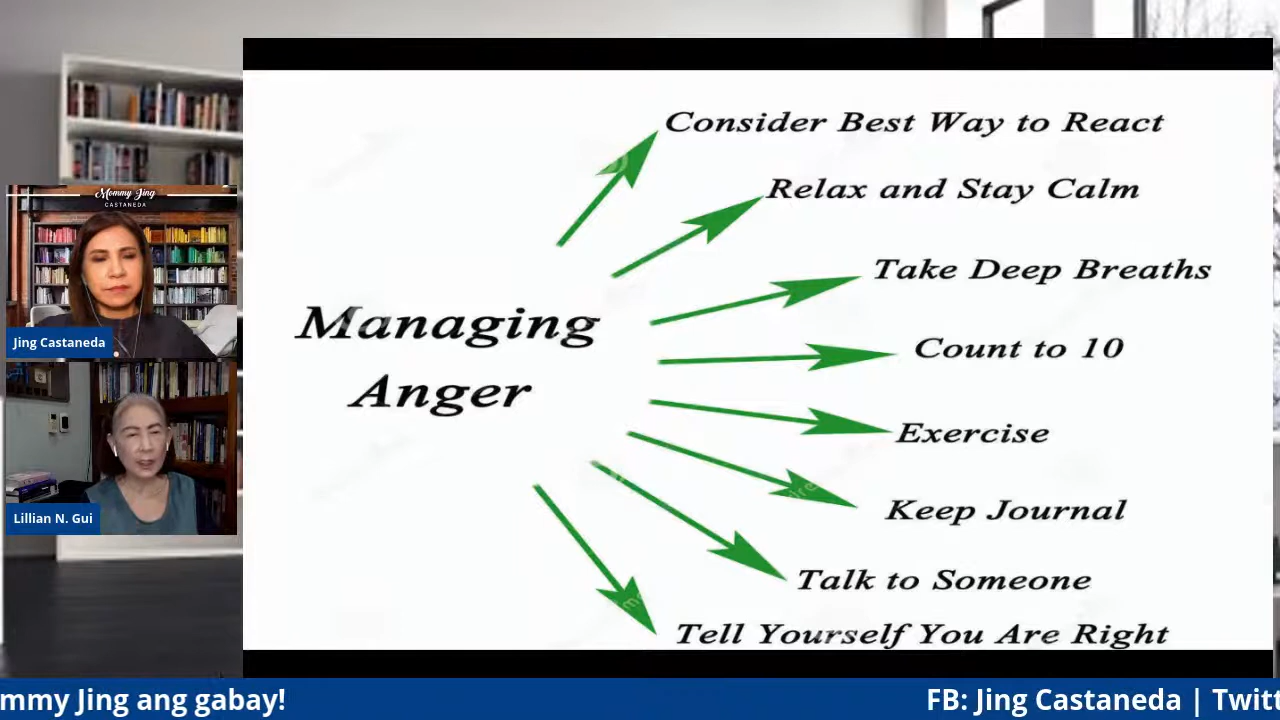 Mommy Jing
CASTANEDA
Jing Castaneda
Lillian N. Gui
Managing
Anger
Consider Best Way to React
Relax and Stay Calm
Take Deep Breaths
Count to 10
Exercise
Keep Journal
Talk to Someone
Tell Yourself You Are Right
mmy Jing ang gabay!
FB: Jing Castaneda | Twitt